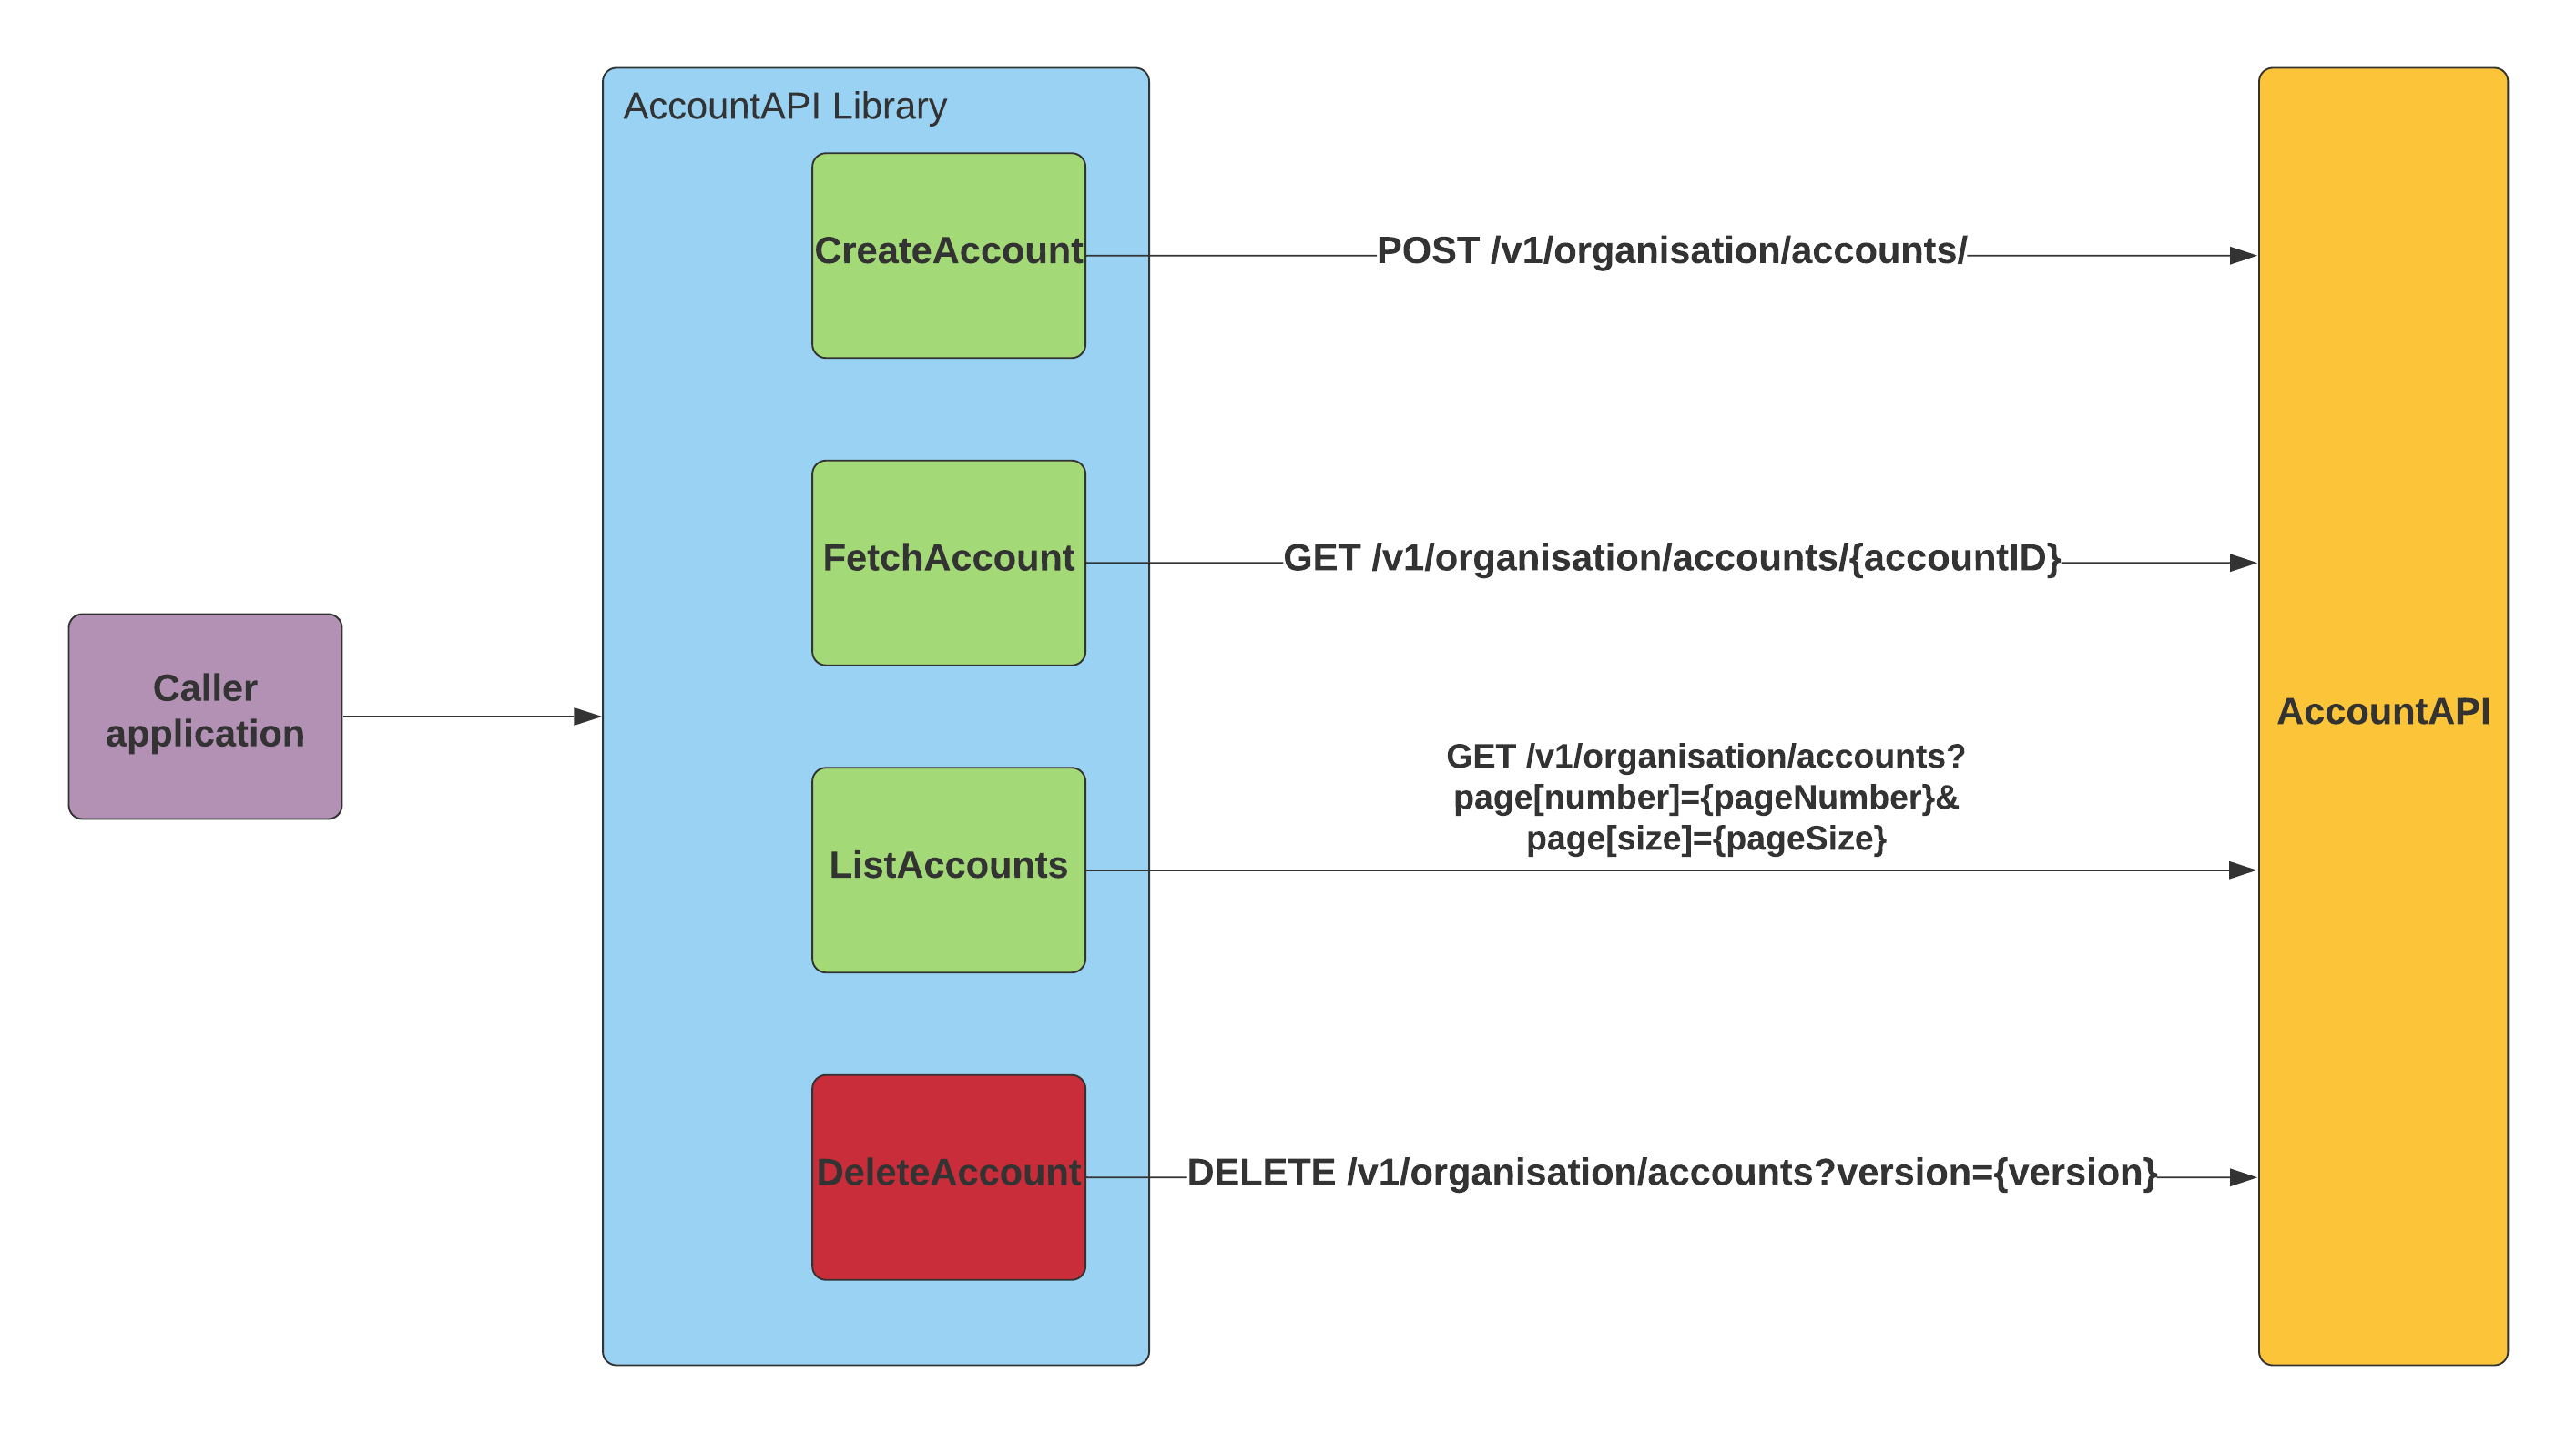 AccountAPI Library
CreateAccount
POST /v1/organisation/accounts/
FetchAccount
GET /v1/organisation/accounts/{accountID}
Caller
application
AccountAPI
GET /v1/organisation/accounts?
page[number]={pageNumber}&
page[size]={pageSize}
ListAccounts
DeleteAccount
DELETE /v1/organisation/accounts?version={version}